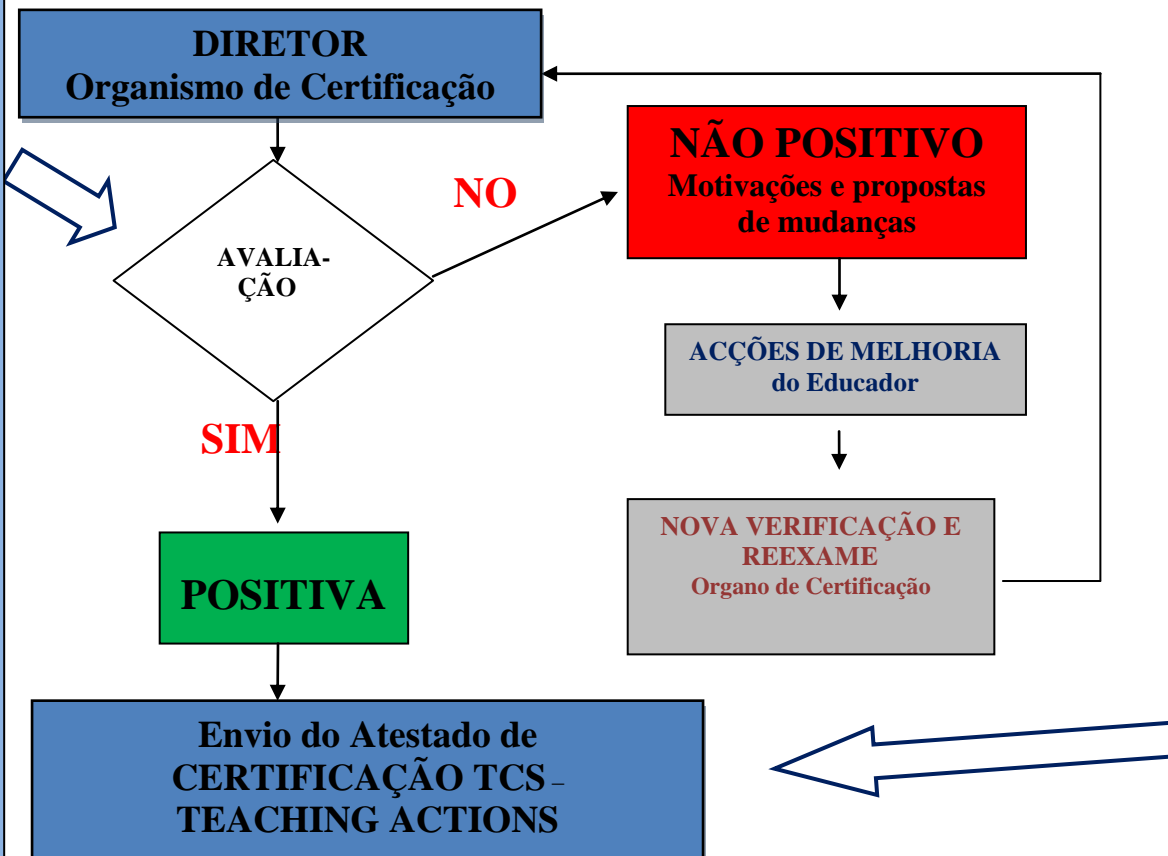 DIRETOR
Organismo de Certificação
NÃO POSITIVO
Motivações e propostas
de mudanças
NO
AVALIA-
ÇÃO
ACÇÕES DE MELHORIA
do Educador
SIM
NOVA VERIFICAÇÃO E
REEXAME
Organo de Certificação
POSITIVA
Envio do Atestado de
CERTIFICAÇÃO TCS –
TEACHING ACTIONS